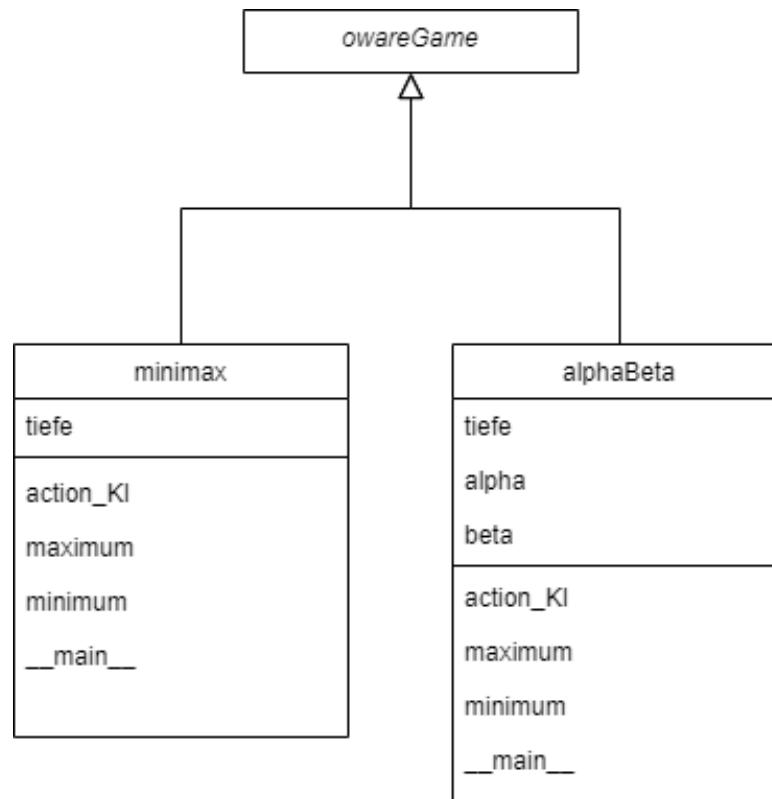 owareGame
minimax
tiefe
action_KI
maximum
minimum
__main__
alphaBeta
tiefe
alpha
beta
action_KI
maximum
minimum
__main__